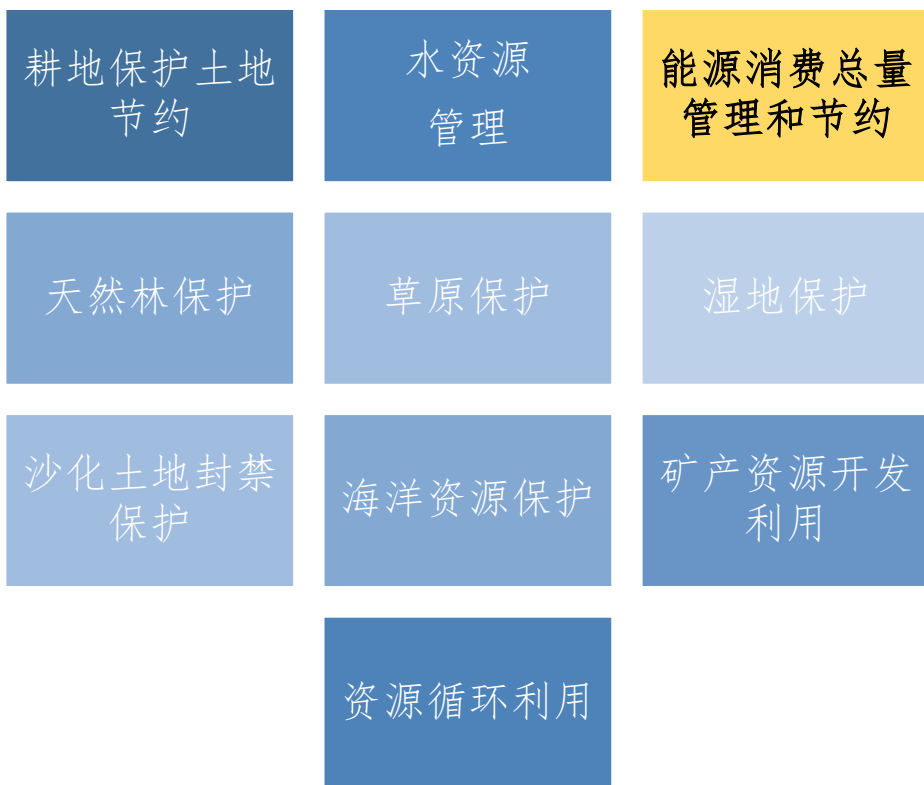 耕地保护土地
节约
水资源
管理
能源消费总量
管理和节约
天然林保护
草原保护
湿地保护
沙化土地封禁
保护
海洋资源保护
矿产资源开发
利用
资源循环利用